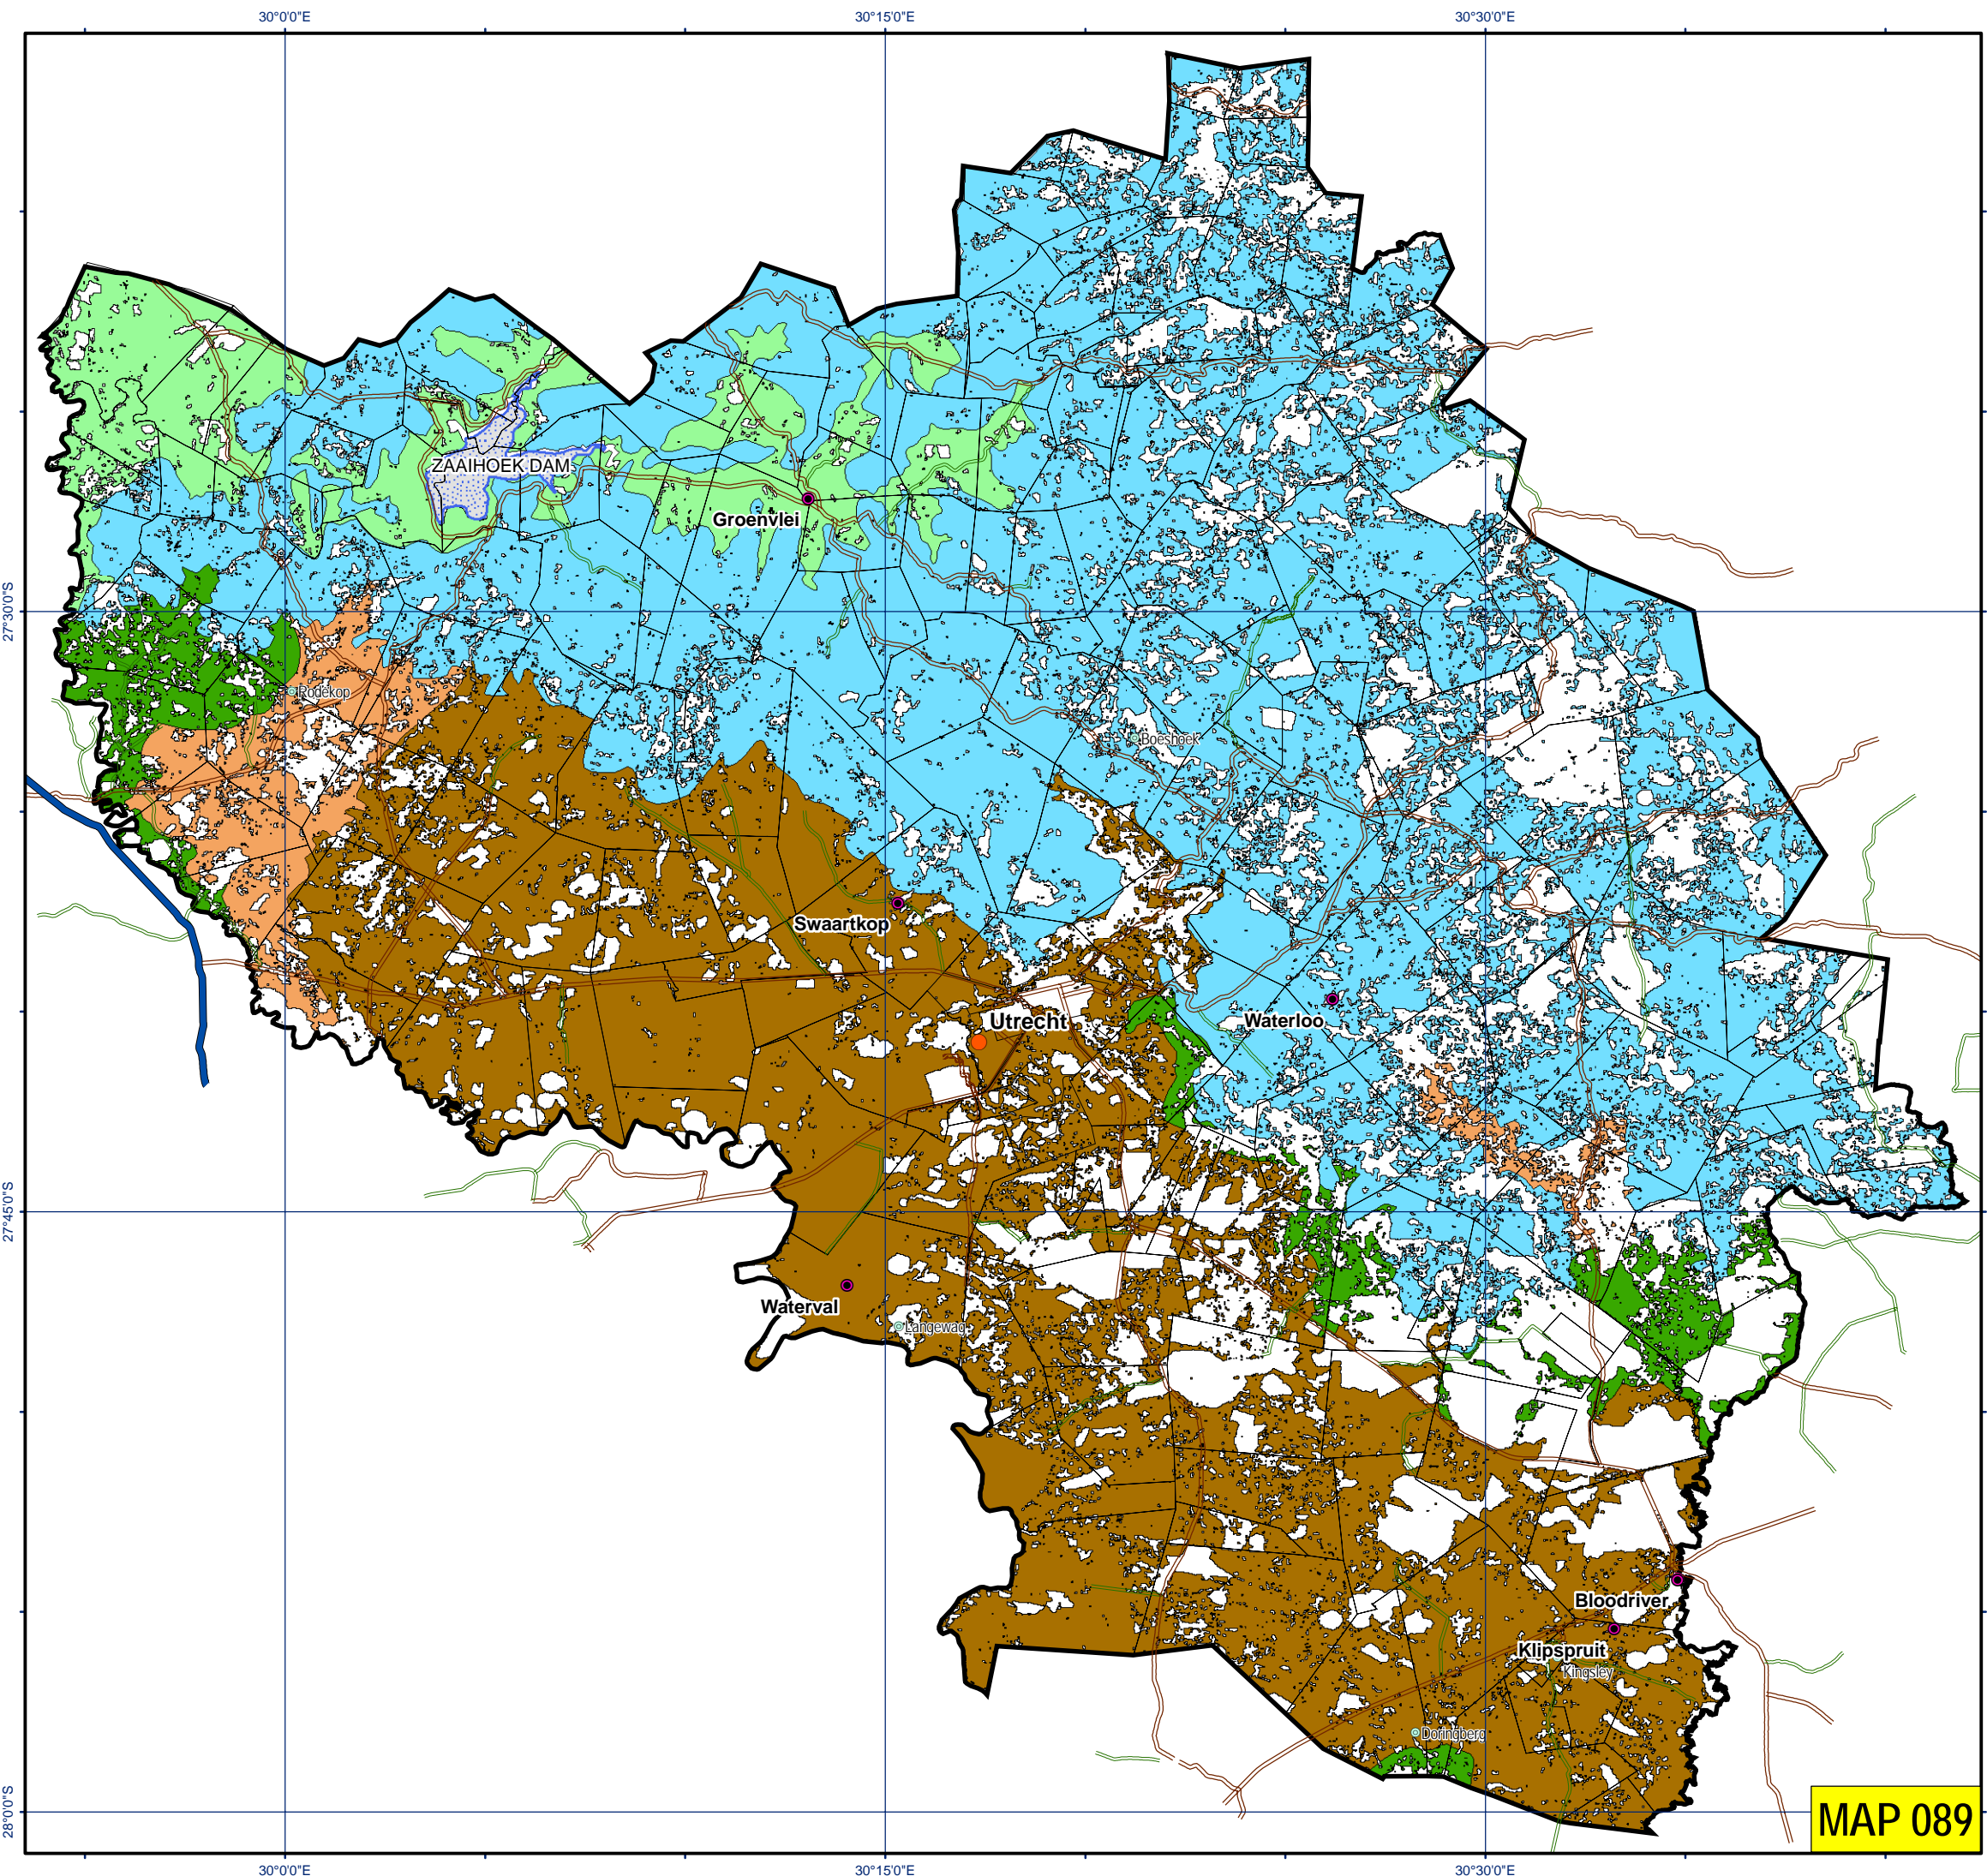 30°0'0"E
30°15'0"E
30°30'0"E
ZAAIHOEK DAM
Groenvlei
27°30'0"S
Rodekop
Boeshoek
Swaartkop
Utrecht
Waterloo
27°45'0"S
Waterval
Langewag
Bloodriver
Klipspruit
Kingsley
Doringberg
28°0'0"S
MAP 089
30°0'0"E
30°15'0"E
30°30'0"E